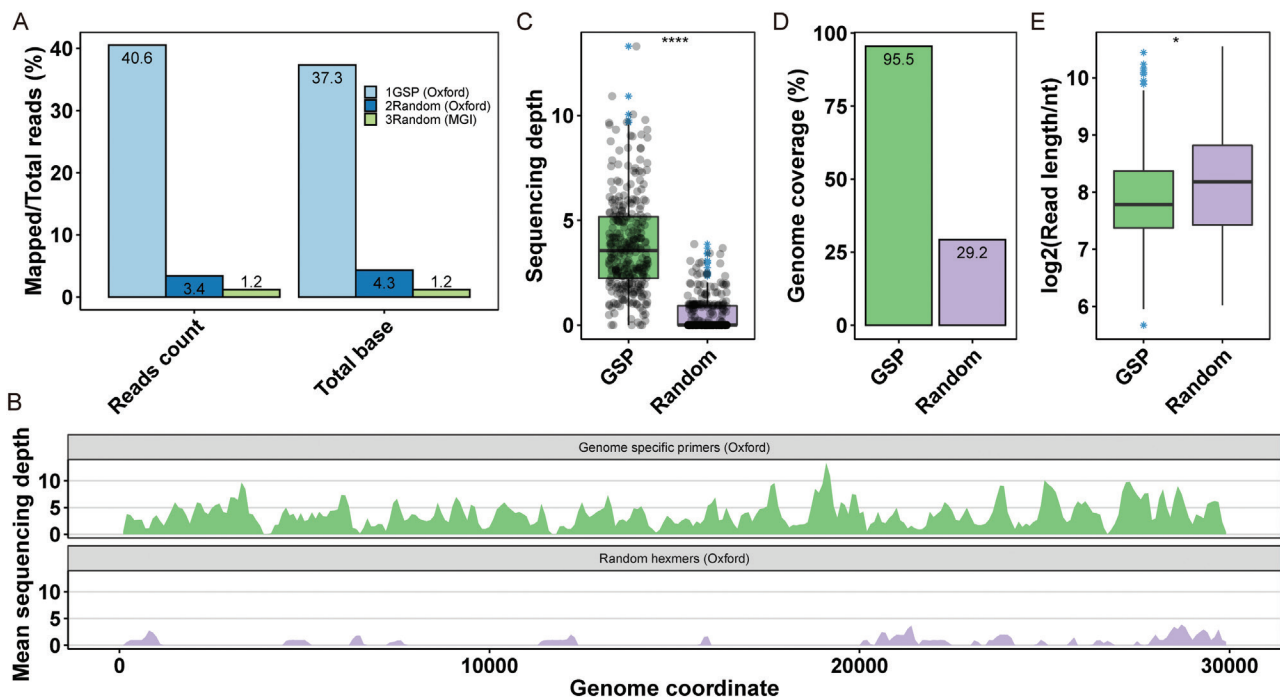 A
Mapped/Total reads (%)
40
30
20
10
0
40.6
3.4
1.2
37.3
4.3
1.2
1GSP (Oxford)
2Random (Oxford)
3Random (MGI)
Reads count
Total base
C
Sequencing depth
10
5
0
****
GSP
Random
D
Genome coverage (%)
100
75
50
25
0
95.5
29.2
GSP
Random
E
log2(Read length/nt)
10
9
8
7
6
*
GSP
Random
B
Mean sequencing depth
Genome specific primers (Oxford)
10
5
0
Random hexmers (Oxford)
10
5
0
0
10000
20000
30000
Genome coordinate